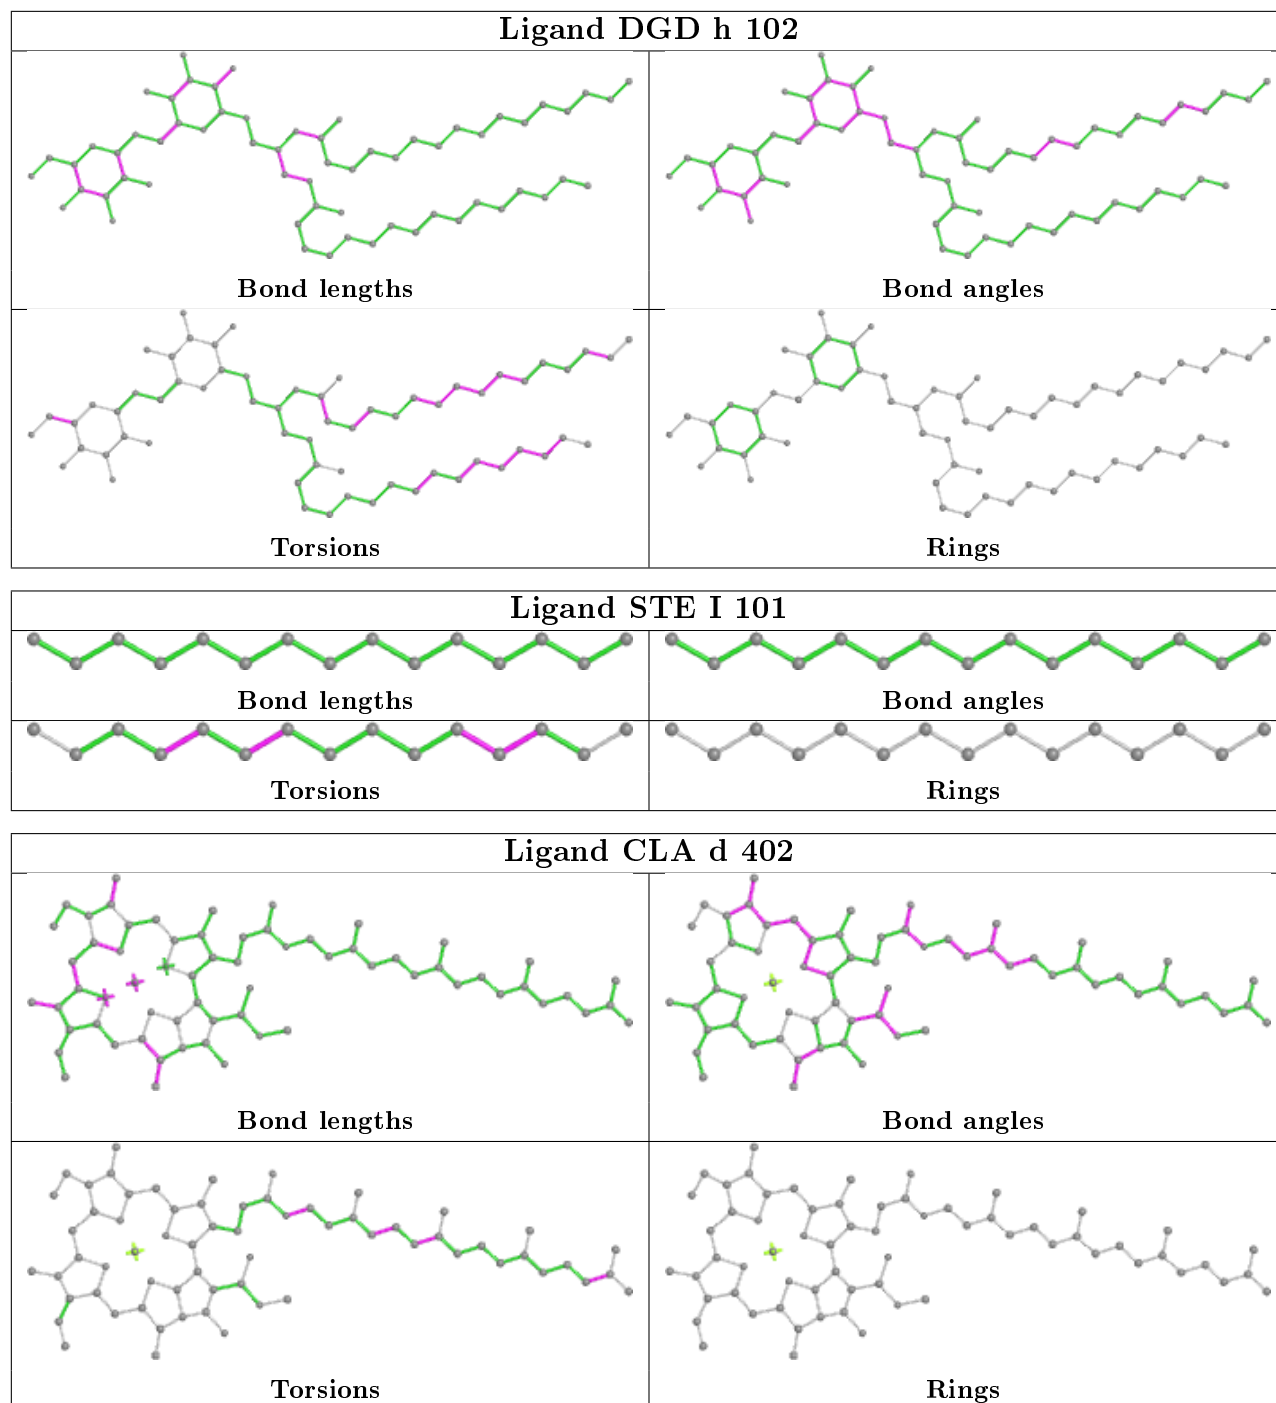 Ligand DGD h 102
Bond lengths
Bond angles
Torsions
Rings
Ligand STE I 101
Bond lengths
Bond angles
Torsions
Rings
Ligand CLA d 402
Bond lengths
Bond angles
Torsions
Rings